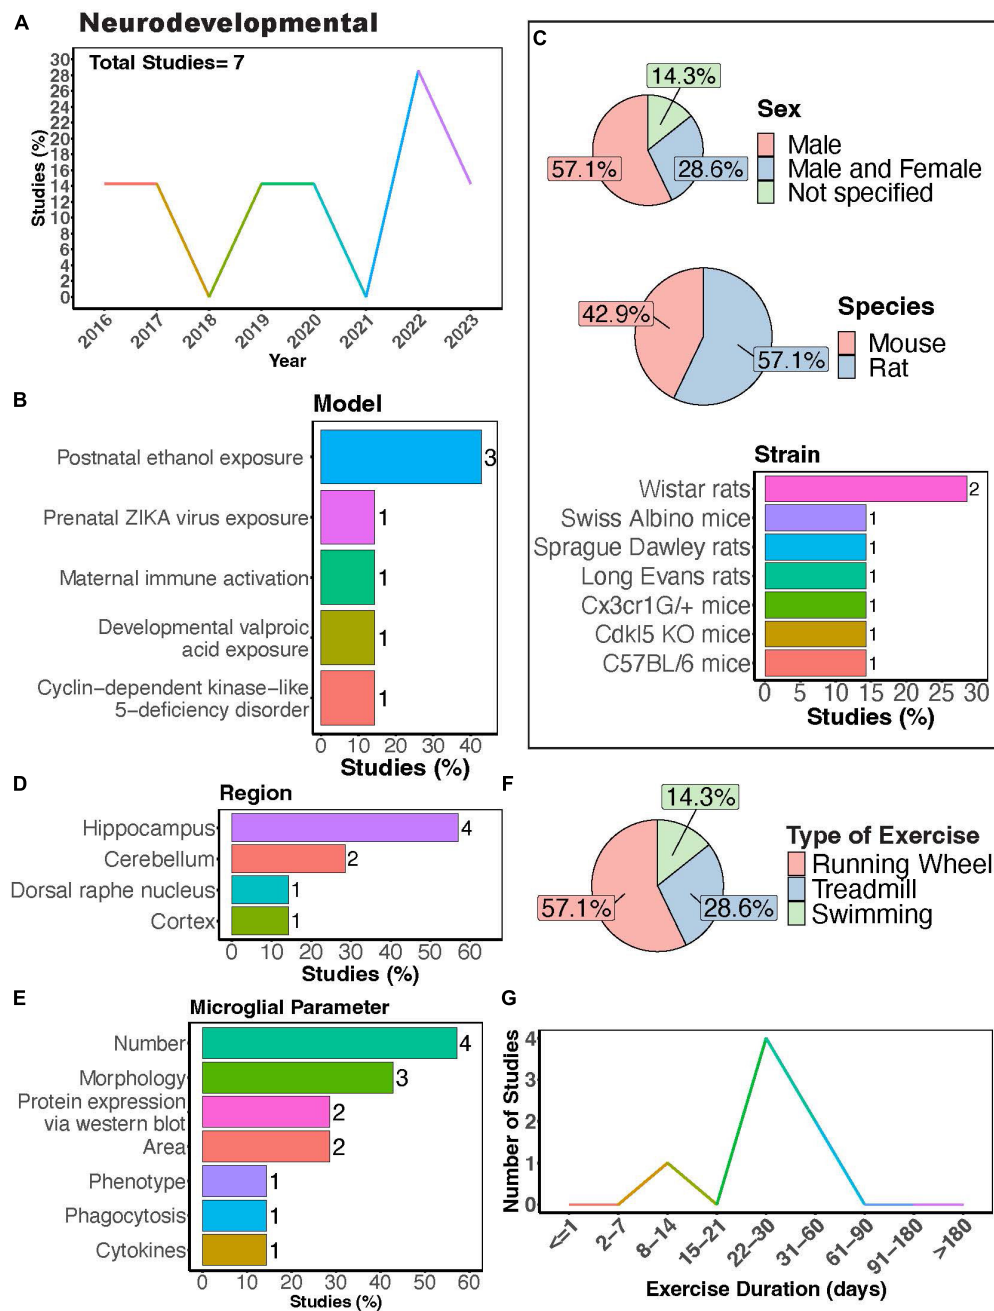 A
Neurodevelopmental
Total Studies= 7
30
28
26
24
22
20
18
16
14
12
10
8
6
4
2
0
Studies (%)
2016
2017
2018
2019
2020
2021
2022
2023
Year
B
Model
Postnatal ethanol exposure
3
Prenatal ZIKA virus exposure
1
Maternal immune activation
1
Developmental valproic
acid exposure
1
Cyclin-dependent kinase-like
5-deficiency disorder
1
0 10 20 30 40
Studies (%)
C
14.3%
57.1%
28.6%
Sex
Male
Male and Female
Not specified
42.9%
57.1%
Species
Mouse
Rat
Strain
Wistar rats
2
Swiss Albino mice
1
Sprague Dawley rats
1
Long Evans rats
1
Cx3cr1G/+ mice
1
Cdkl5 KO mice
1
C57BL/6 mice
1
0 5 10 15 20 25 30
Studies (%)
D
Region
Hippocampus
4
Cerebellum
2
Dorsal raphe nucleus
1
Cortex
1
0 10 20 30 40 50 60
Studies (%)
E
Microglial Parameter
Number
4
Morphology
3
Protein expression
via western blot
2
Area
2
Phenotype
1
Phagocytosis
1
Cytokines
1
0 10 20 30 40 50 60
Studies (%)
F
14.3%
57.1%
28.6%
Type of Exercise
Running Wheel
Treadmill
Swimming
G
4
3
2
1
0
Number of Studies
<=1
2-7
8-14
15-21
22-30
31-60
61-90
91-180
>180
Exercise Duration (days)